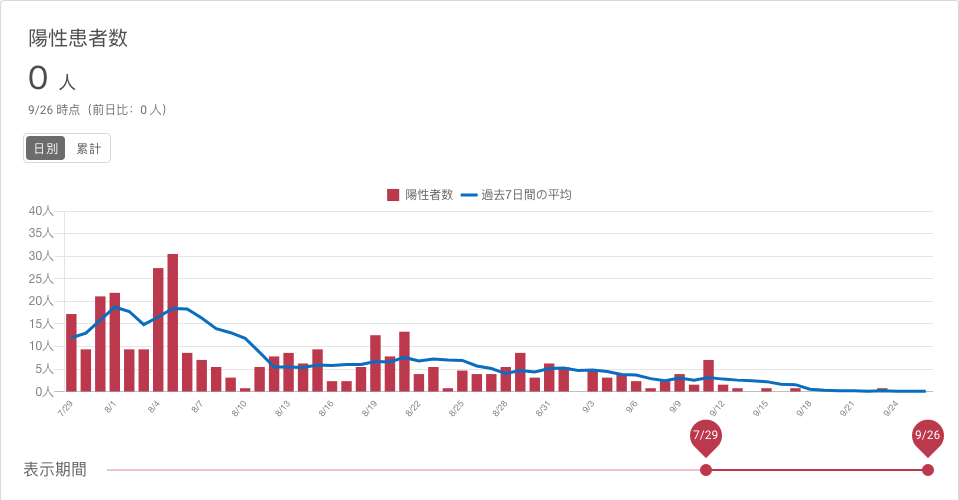 陽性患者数
0 人
9/26 時点（前日比：0 人）
日別 累計
陽性者数 過去7日間の平均
40人
35人
30人
25人
20人
15人
10人
5人
0人
7/29 8/1 8/4 8/7 8/10 8/13 8/16 8/19 8/22 8/25 8/28 8/31 9/3 9/6 9/9 9/12 9/15 9/18 9/21 9/24
7/29 9/26
表示期間